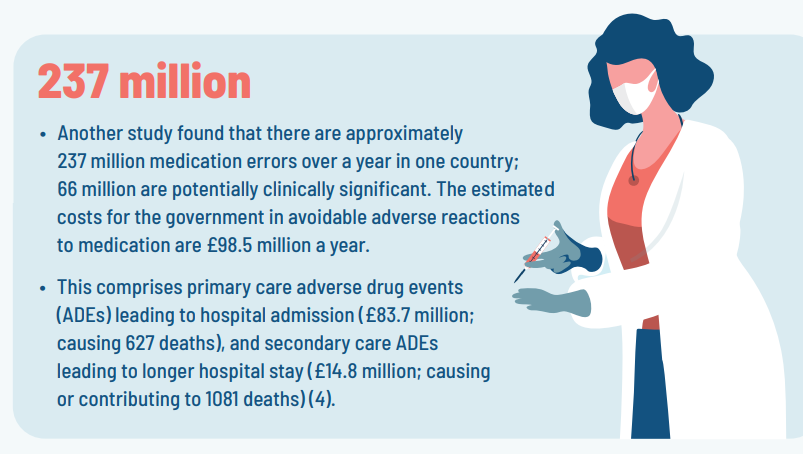 237 million
• Another study found that there are approximately
237 million medication errors over a year in one country;
66 million are potentially clinically significant. The estimated
costs for the government in avoidable adverse reactions
to medication are £98.5 million a year.
• This comprises primary care adverse drug events
(ADEs) leading to hospital admission (£83.7 million;
causing 627 deaths), and secondary care ADEs
leading to longer hospital stay (£14.8 million; causing
or contributing to 1081 deaths) (4).